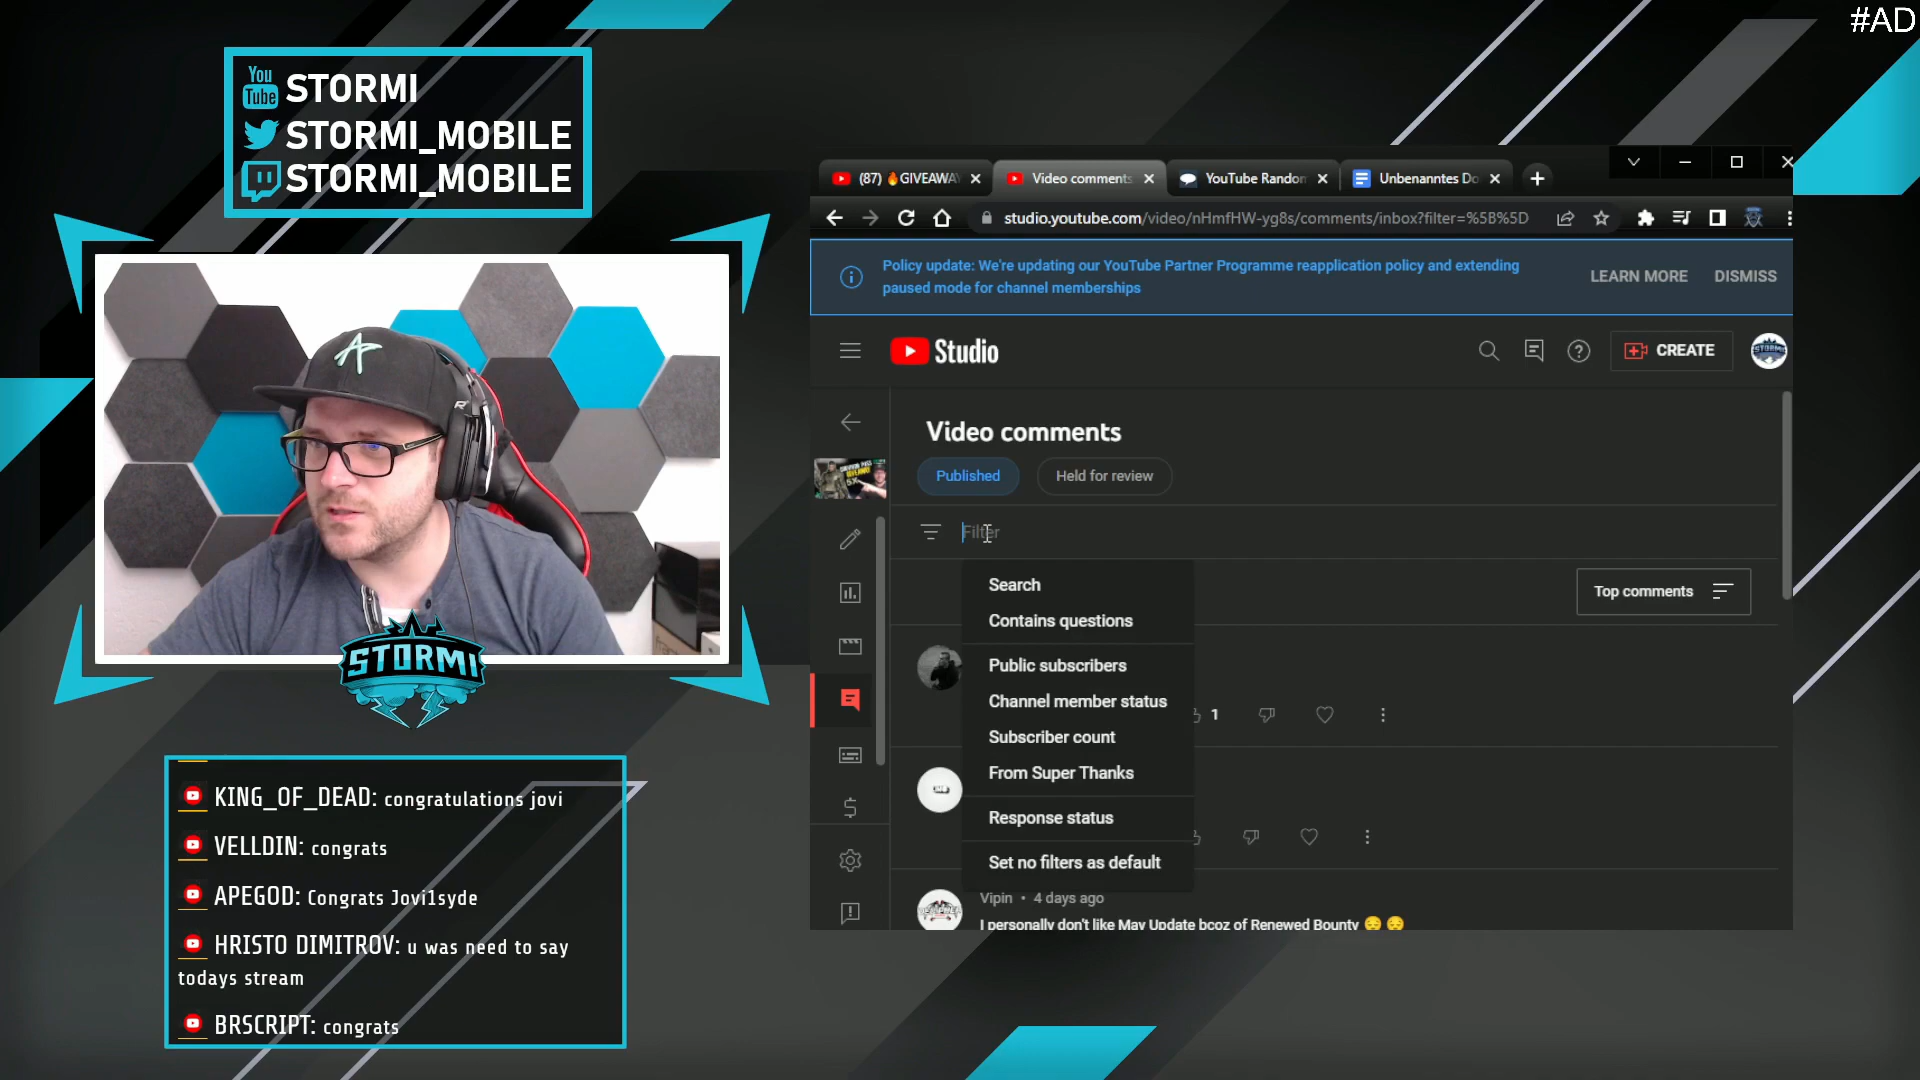 #AD
You
Tube
STORMI
STORMI_MOBILE
STORMI_MOBILE
(87) 🔥GIVEAWA
Video comments
YouTube Random
Unbenanntes Do
studio.youtube.com/video/nHmfHW-yg8s/comments/inbox?filter=%5B%5D
Policy update: We're updating our YouTube Partner Programme reapplication policy and extending
paused mode for channel memberships
LEARN MORE
DISMISS
Studio
CREATE
Video comments
Published
Held for review
Filter
Search
Contains questions
Public subscribers
Channel member status
Subscriber count
From Super Thanks
Response status
Set no filters as default
Top comments
1
Vipin • 4 days ago
I personally don't like May Update bcoz of Renewed Bounty 😔 😔
STORMI
KING_OF_DEAD: congratulations jovi
VELLDIN: congrats
APEGOD: Congrats Jovi1syde
HRISTO DIMITROV: u was need to say
todays stream
BRSCRIPT: congrats